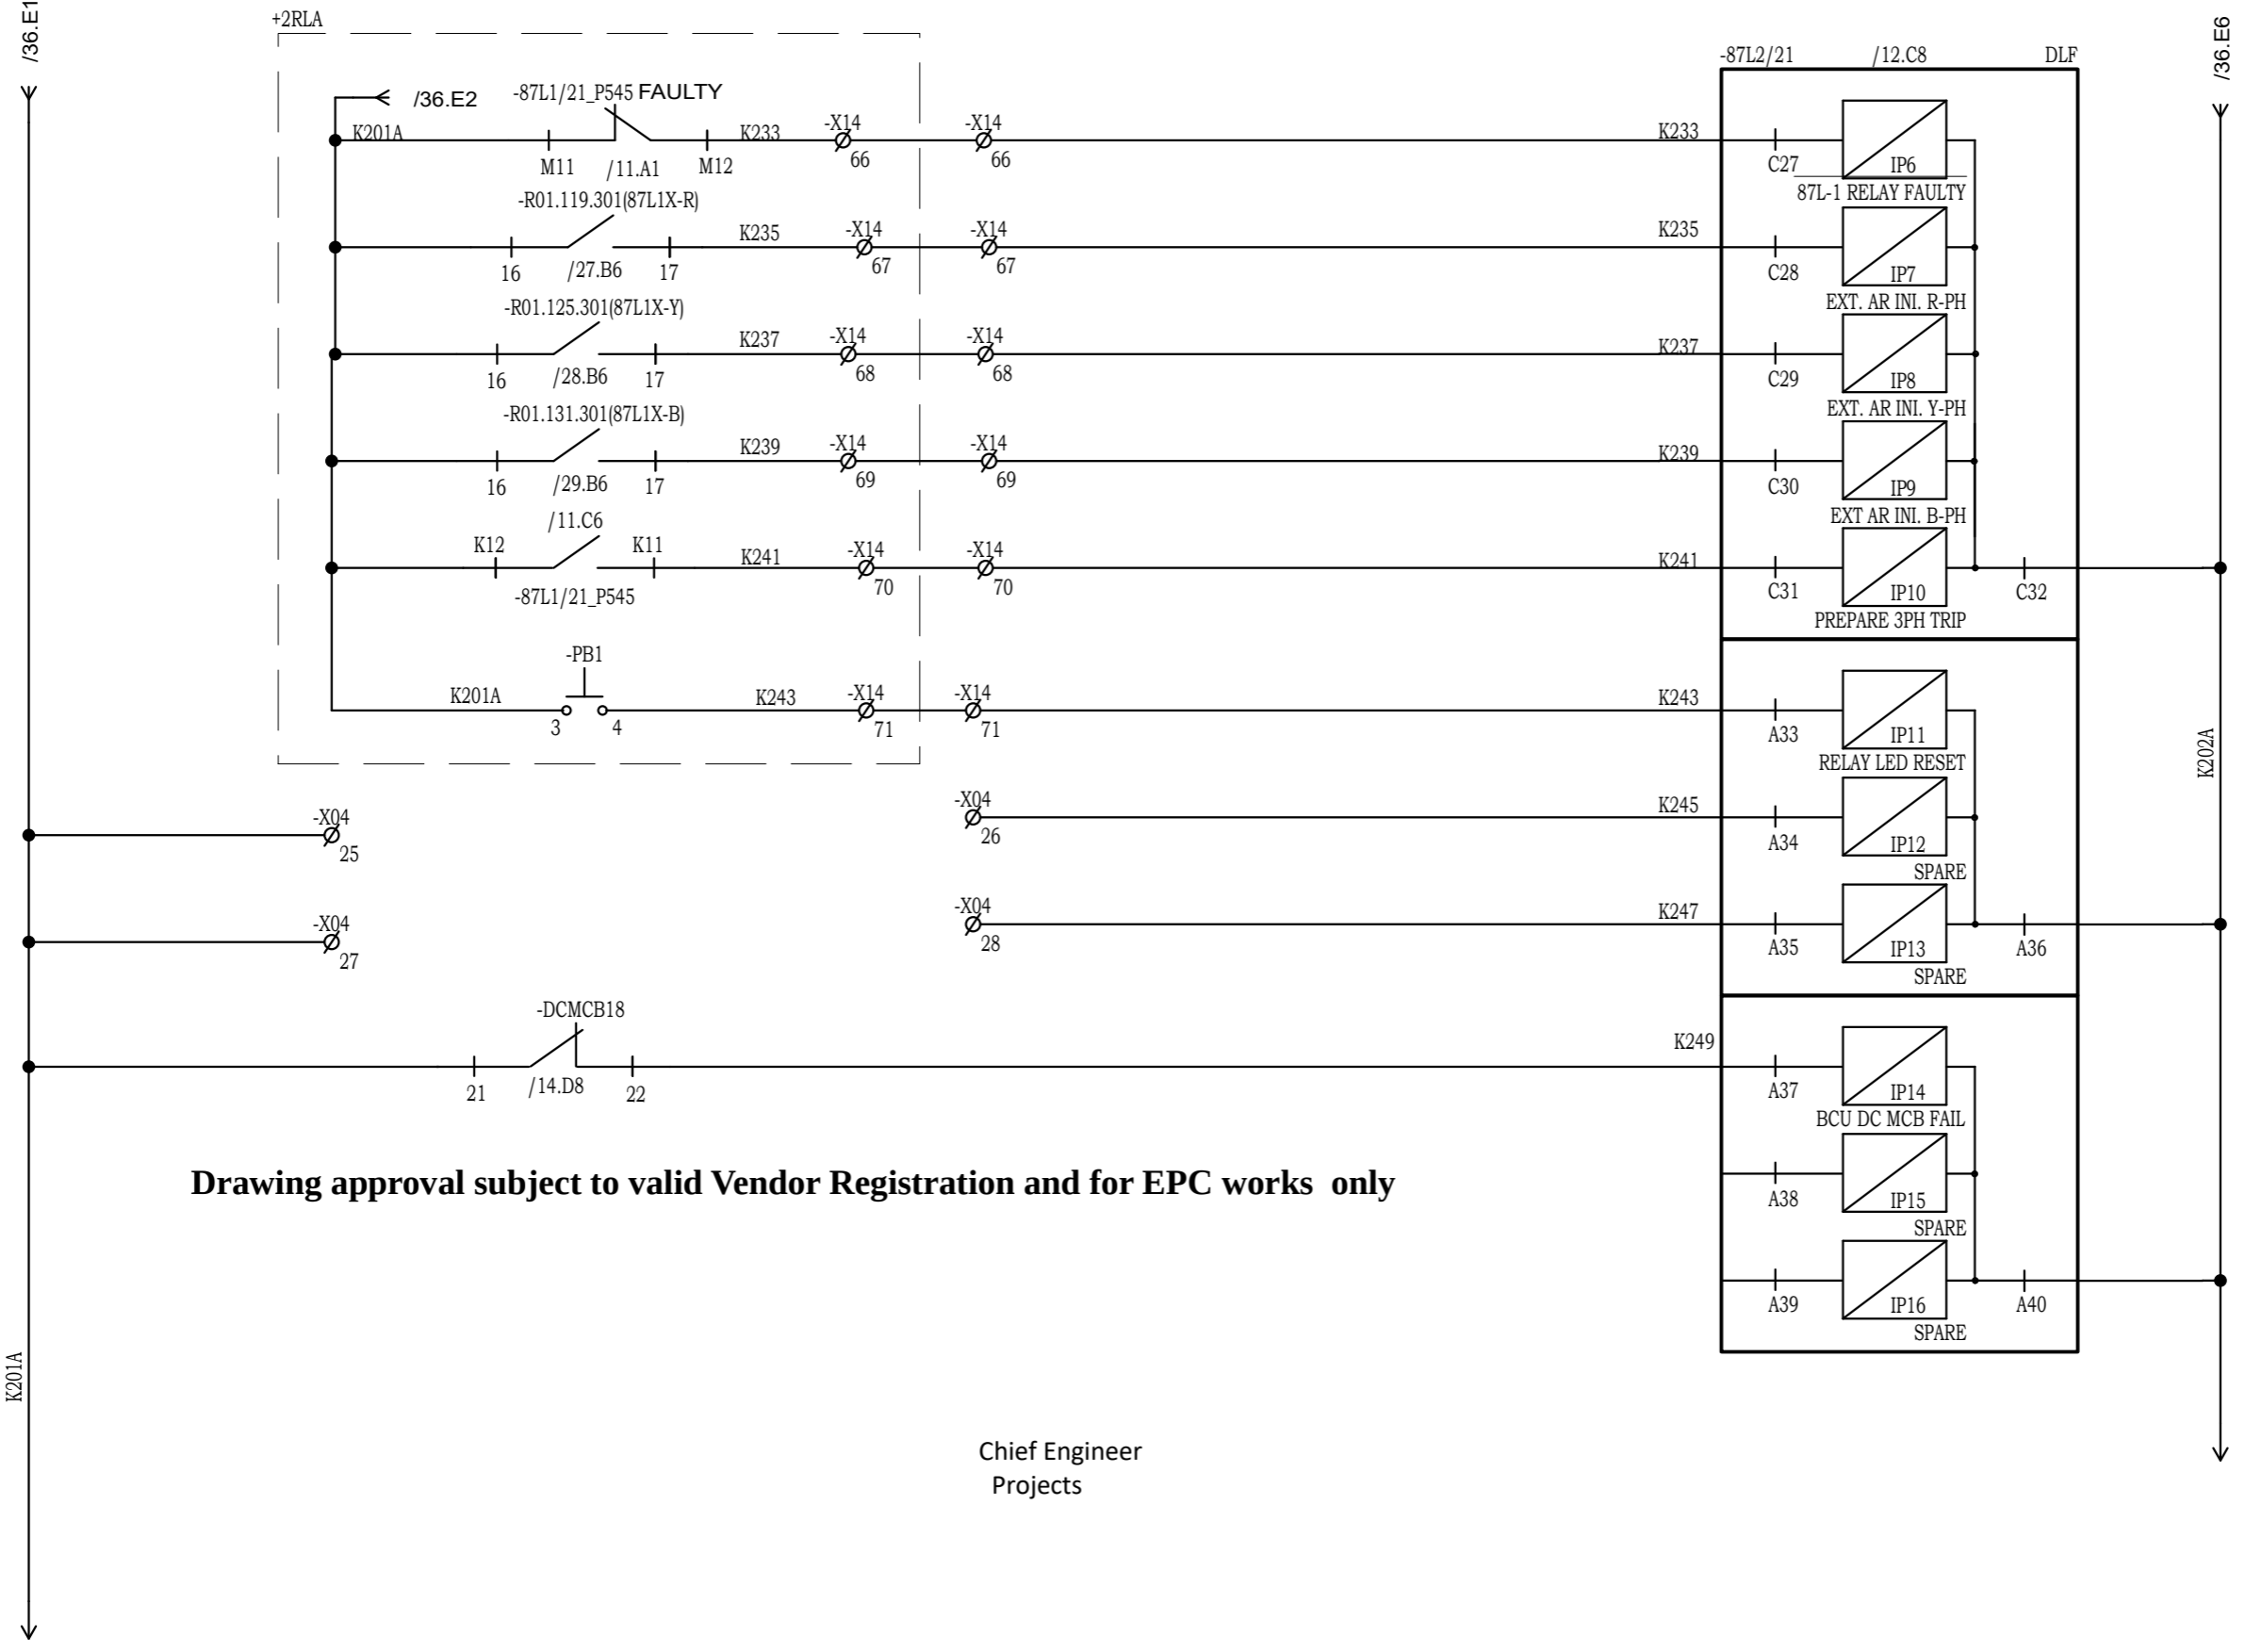 /36.E1
+2RLA
/36.E6
-87L2/21 /12.C8 DLF
/36.E2 -87L1/21_P545 FAULTY
K201A K233 -X14 -X14 K233
M11 /11.A1 M12 66 66 C27 IP6
87L-1 RELAY FAULTY
-R01.119.301(87L1X-R)
K235 -X14 -X14 K235
16 /27.B6 17 67 67 C28 IP7
EXT. AR INI. R-PH
-R01.125.301(87L1X-Y)
K237 -X14 -X14 K237
16 /28.B6 17 68 68 C29 IP8
EXT. AR INI. Y-PH
-R01.131.301(87L1X-B)
K239 -X14 -X14 K239
16 /29.B6 17 69 69 C30 IP9
EXT AR INI. B-PH
/11.C6
K12 K11 K241 -X14 -X14 K241
70 70 C31 IP10 C32
-87L1/21_P545
PREPARE 3PH TRIP
-PB1
K201A K243 -X14 -X14 K243
3 4 71 71 A33 IP11
RELAY LED RESET
K202A
-X04 -X04 K245
25 26 A34 IP12
SPARE
-X04 -X04 K247
27 28 A35 IP13 A36
SPARE
-DCMCB18
K249
21 /14.D8 22 A37 IP14
BCU DC MCB FAIL
Drawing approval subject to valid Vendor Registration and for EPC works only
A38 IP15
SPARE
A39 IP16 A40
SPARE
K201A
Chief Engineer
Projects